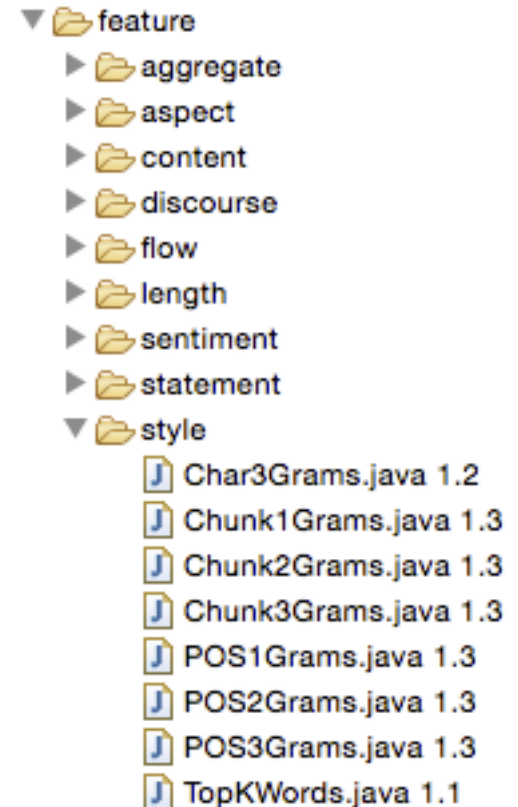 feature
aggregate
aspect
content
discourse
flow
length
sentiment
statement
style
Char3Grams.java 1.2
Chunk1Grams.java 1.3
Chunk2Grams.java 1.3
Chunk3Grams.java 1.3
POS1Grams.java 1.3
POS2Grams.java 1.3
POS3Grams.java 1.3
TopKWords.java 1.1